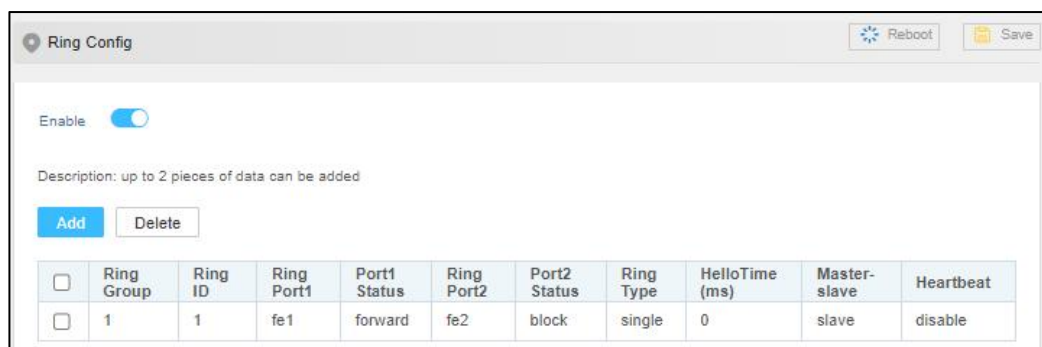 Ring Config Reboot Save
Enable
Description: up to 2 pieces of data can be added
Add Delete
Ring Group Ring ID Ring Port1 Port1 Status Ring Port2 Port2 Status Ring Type HelloTime (ms) Master-slave Heartbeat
1 1 fe1 forward fe2 block single 0 slave disable